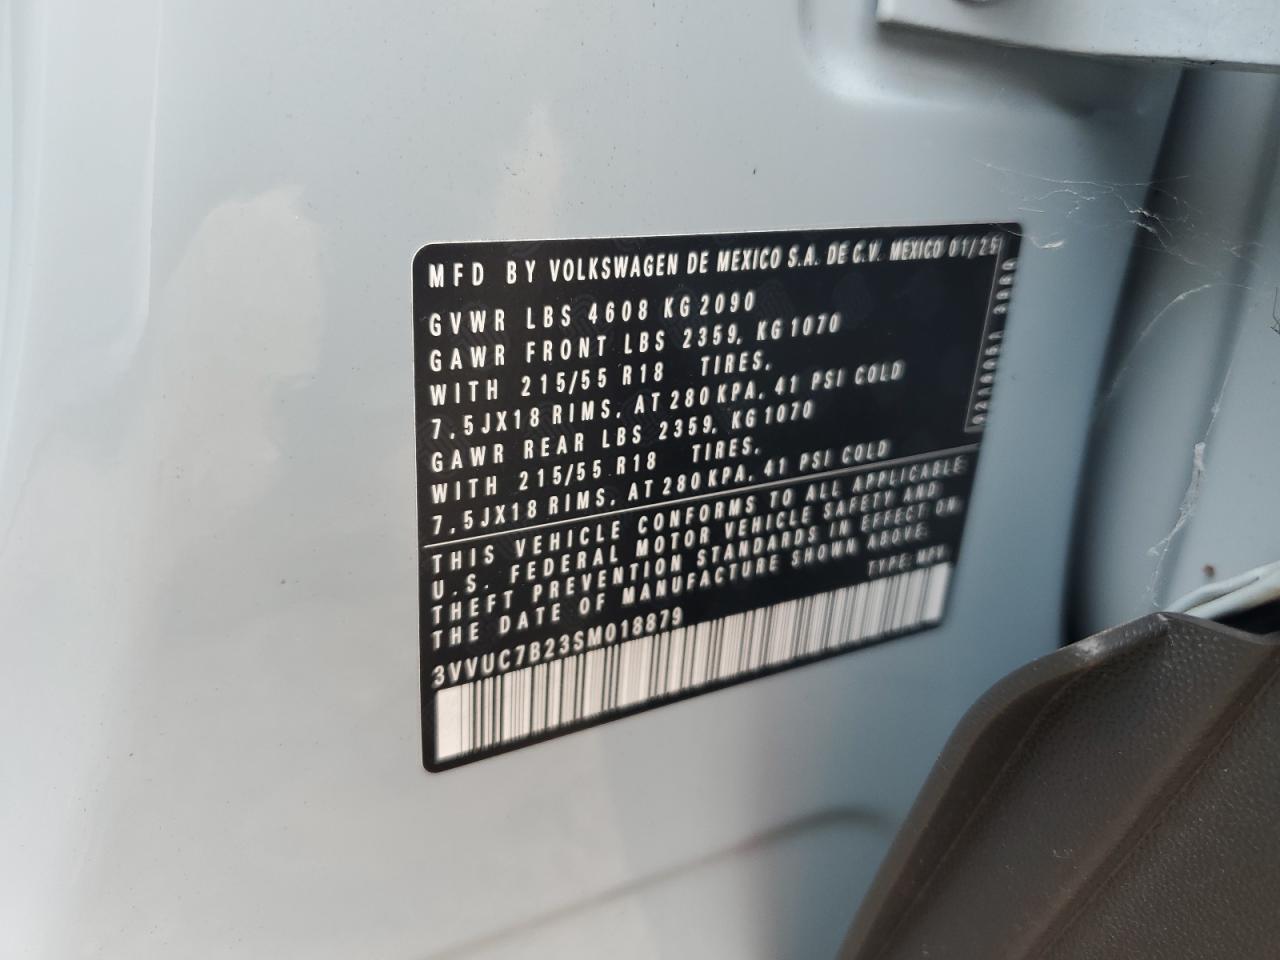 MFD BY VOLKSWAGEN DE MEXICO S.A. DE C.V. MEXICO 01/25
GVWR LBS 4608 KG 2090
GAWR FRONT LBS 2359, KG 1070
WITH 215/55 R18 TIRES,
7,5JX18 RIMS, AT 280 KPA, 41 PSI COLD
GAWR REAR LBS 2359, KG 1070
WITH 215/55 R18 TIRES,
7,5JX18 RIMS, AT 280 KPA, 41 PSI COLD
THIS VEHICLE CONFORMS TO ALL APPLICABLE
U.S. FEDERAL MOTOR VEHICLE SAFETY AND
THEFT PREVENTION STANDARDS IN EFFECT ON
THE DATE OF MANUFACTURE SHOWN ABOVE.
TYPE: MPV
3VVUC7B23SM018879